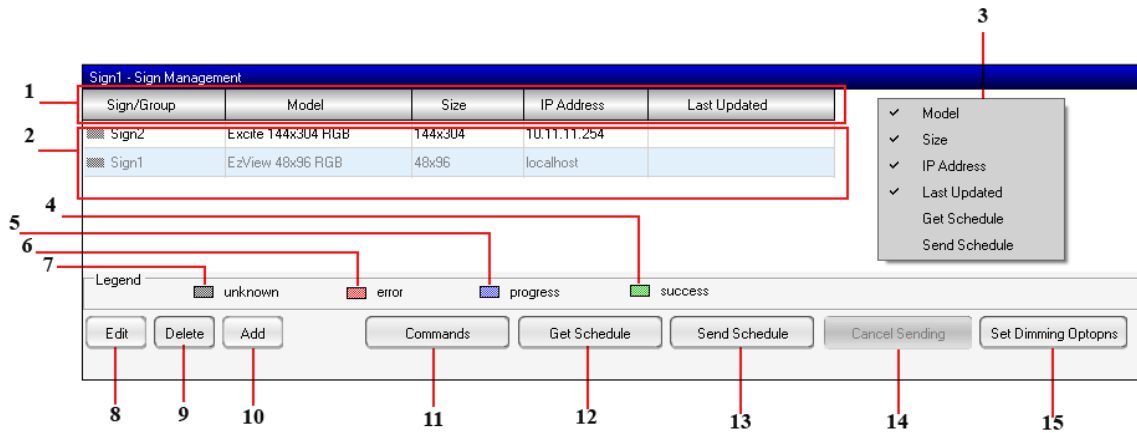 3
Sign1 - Sign Management
1
Sign/Group Model Size IP Address Last Updated
Model
2
Sign2 Excite 144x304 RGB 144x304 10.11.11.254
Size
Sign1 EzView 48x96 RGB 48x96 localhost
IP Address
Last Updated
4
Get Schedule
5
Send Schedule
6
7
Legend
unknown error progress success
Edit Delete Add Commands Get Schedule Send Schedule Cancel Sending Set Dimming Optopns
8 9 10 11 12 13 14 15